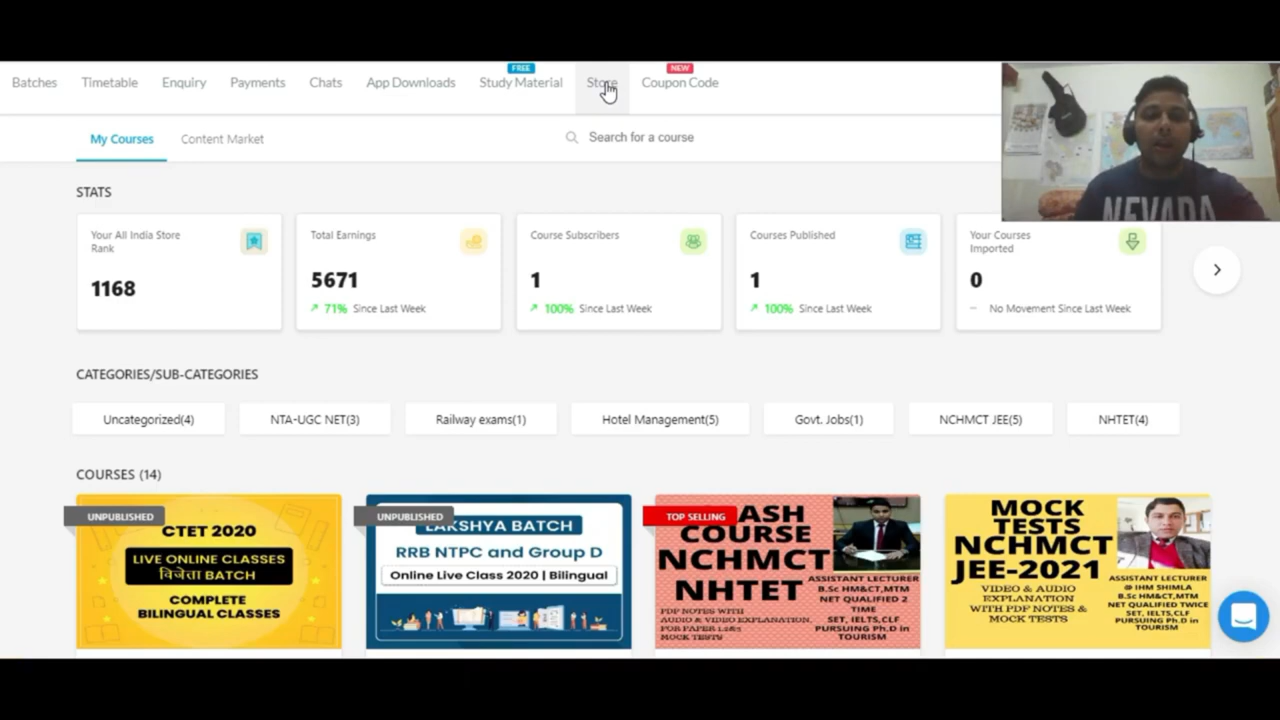 Batches
Timetable
Enquiry
Payments
Chats
App Downloads
FREE
Study Material
Store
NEW
Coupon Code
My Courses
Content Market
Search for a course
NEVADA
STATS
Your All India Store
Rank
1168
Total Earnings
5671
71% Since Last Week
Course Subscribers
1
100% Since Last Week
Courses Published
1
100% Since Last Week
Your Courses
Imported
0
No Movement Since Last Week
CATEGORIES/SUB-CATEGORIES
Uncategorized(4)
NTA-UGC NET(3)
Railway exams(1)
Hotel Management(5)
Govt. Jobs(1)
NCHMCT JEE(5)
NHTET(4)
COURSES (14)
UNPUBLISHED
CTET 2020
LIVE ONLINE CLASSES
विजेता BATCH
COMPLETE
BILINGUAL CLASSES
UNPUBLISHED
LAKSHYA BATCH
RRB NTPC and Group D
Online Live Class 2020 | Bilingual
TOP SELLING
ASH
COURSE
NCHMCT
NHTET
PDF NOTES WITH
AUDIO & VIDEO EXPLANATION,
FOR PAPER 1,2&3
MOCK TESTS
ASSISTANT LECTURER
B.Sc HM&CT,MTM
NET QUALIFIED 2
TIME
SET, IELTS,CLF
PURSUING Ph.D in
TOURISM
MOCK
TESTS
NCHMCT
JEE-2021
VIDEO & AUDIO
EXPLANATION
WITH PDF NOTES &
MOCK TESTS
ASSISTANT LECTURER
@ IHM SHIMLA
B.Sc HM&CT,MTM
NET QUALIFIED TWICE
SET, IELTS,CLF
PURSUING Ph.D in
TOURISM